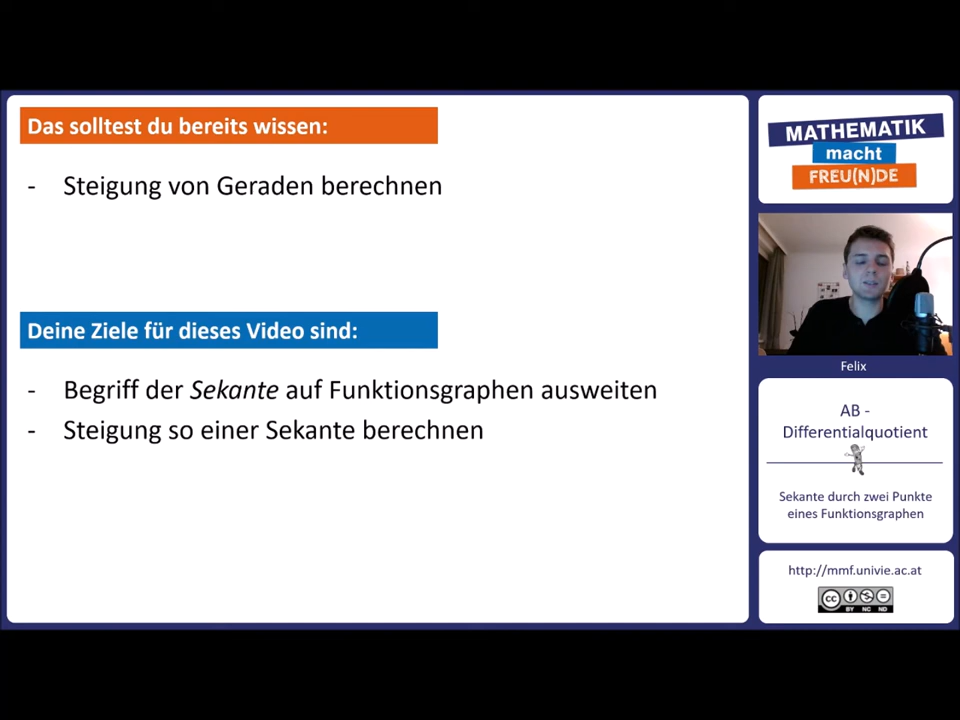 Das solltest du bereits wissen:
- Steigung von Geraden berechnen
Deine Ziele für dieses Video sind:
- Begriff der Sekante auf Funktionsgraphen ausweiten
- Steigung so einer Sekante berechnen
MATHEMATIK
macht
FREU(N)DE
Felix
AB -
Differentialquotient
Sekante durch zwei Punkte
eines Funktionsgraphen
http://mmf.univie.ac.at
cc
BY NC ND